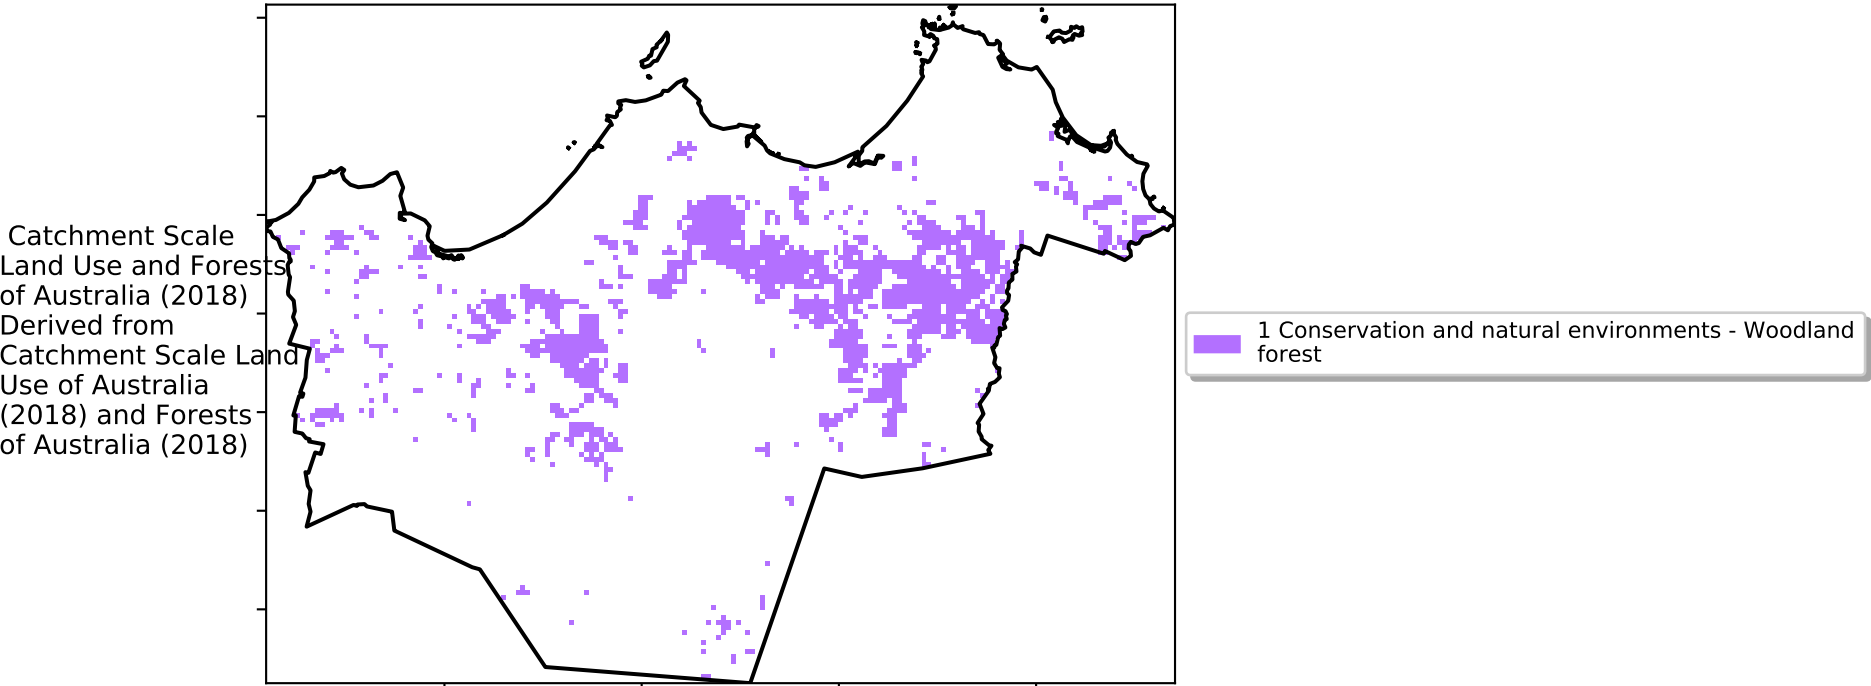 Catchment Scale
Land Use and Forests
of Australia (2018)
Derived from
Catchment Scale Land
Use of Australia
(2018) and Forests
of Australia (2018)
1 Conservation and natural environments - Woodland
forest